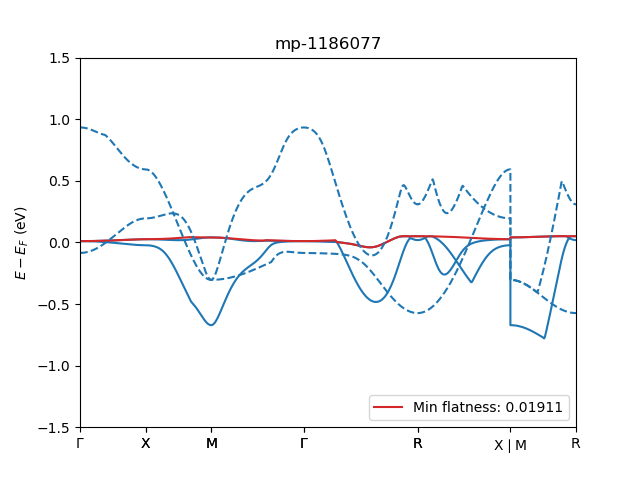 mp-1186077
1.5
1.0
0.5
0.0
−0.5
−1.0
−1.5
E − E_F (eV)
Min flatness: 0.01911
Γ X M Γ R X | M R